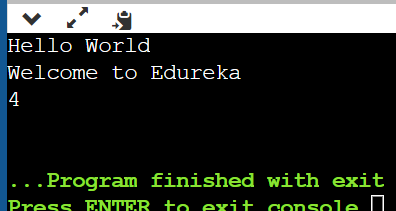 Hello World
Welcome to Edureka
4
...Program finished with exit
Press ENTER to exit console